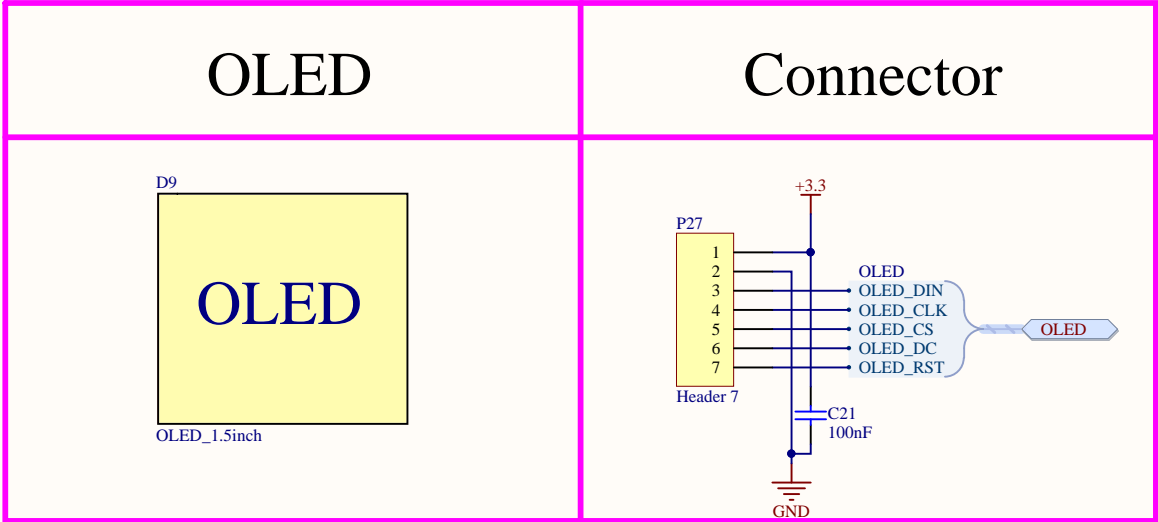 OLED
Connector
D9
OLED
OLED_1.5inch
+3.3
P27
1
2
3
4
5
6
7
Header 7
OLED
OLED_DIN
OLED_CLK
OLED_CS
OLED_DC
OLED_RST
OLED
C21
100nF
GND